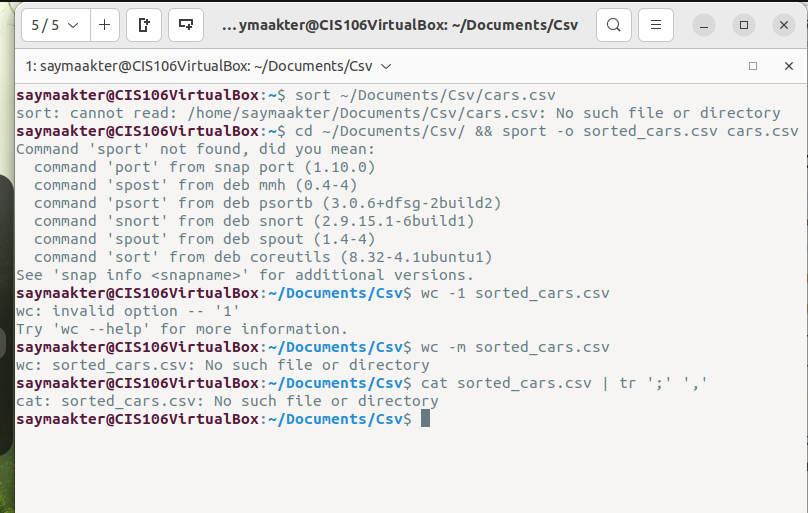 5 / 5
...ymaakter@CIS106VirtualBox: ~/Documents/Csv
1: saymaakter@CIS106VirtualBox: ~/Documents/Csv
saymaakter@CIS106VirtualBox:~$ sort ~/Documents/Csv/cars.csv
sort: cannot read: /home/saymaakter/Documents/Csv/cars.csv: No such file or directory
saymaakter@CIS106VirtualBox:~$ cd ~/Documents/Csv/ && sport -o sorted_cars.csv cars.csv
Command 'sport' not found, did you mean:
  command 'port' from snap port (1.10.0)
  command 'spost' from deb mmh (0.4-4)
  command 'psort' from deb psortb (3.0.6+dfsg-2build2)
  command 'snort' from deb snort (2.9.15.1-6build1)
  command 'spout' from deb spout (1.4-4)
  command 'sort' from deb coreutils (8.32-4.1ubuntu1)
See 'snap info <snapname>' for additional versions.
saymaakter@CIS106VirtualBox:~/Documents/Csv$ wc -1 sorted_cars.csv
wc: invalid option -- '1'
Try 'wc --help' for more information.
saymaakter@CIS106VirtualBox:~/Documents/Csv$ wc -m sorted_cars.csv
wc: sorted_cars.csv: No such file or directory
saymaakter@CIS106VirtualBox:~/Documents/Csv$ cat sorted_cars.csv | tr ';' ','
cat: sorted_cars.csv: No such file or directory
saymaakter@CIS106VirtualBox:~/Documents/Csv$